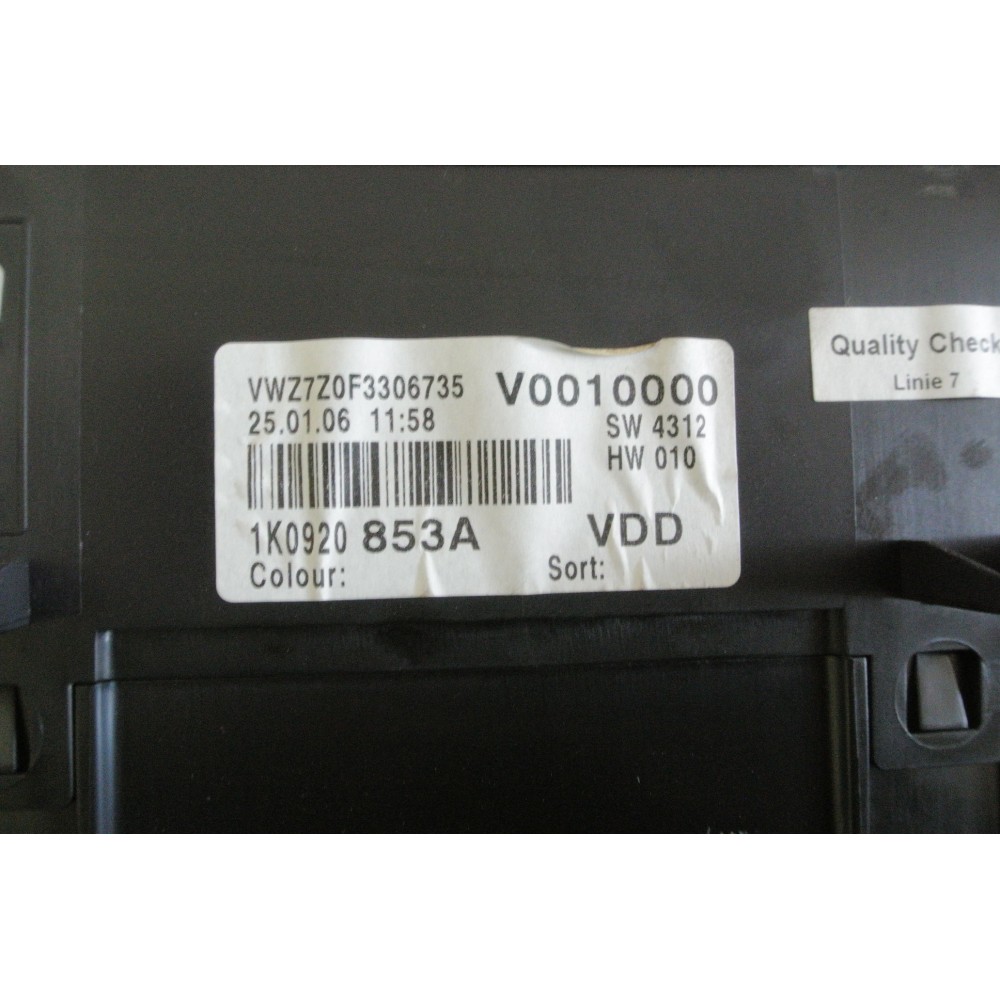 VWZ7Z0F3306735 V0010000
25.01.06 11:58 SW 4312
HW 010
1K0920 853A VDD
Colour: Sort:
Quality Check
Linie 7